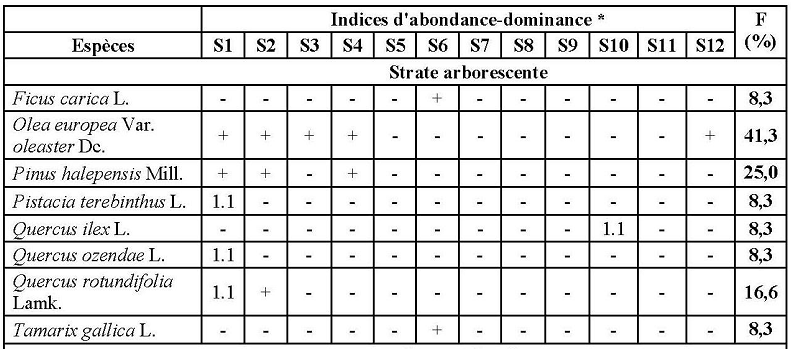 Espèces Indices d'abondance-dominance * F (%)
S1 S2 S3 S4 S5 S6 S7 S8 S9 S10 S11 S12
Strate arborescente
Ficus carica L. - - - - - + - - - - - - 8,3
Olea europea Var.
oleaster Dc. + + + + - - - - - - - + 41,3
Pinus halepensis Mill. + + - + - - - - - - - - 25,0
Pistacia terebinthus L. 1.1 - - - - - - - - - - - 8,3
Quercus ilex L. - - - - - - - - - 1.1 - - 8,3
Quercus ozendae L. 1.1 - - - - - - - - - - - 8,3
Quercus rotundifolia
Lamk. 1.1 + - - - - - - - - - - 16,6
Tamarix gallica L. - - - - - + - - - - - - 8,3